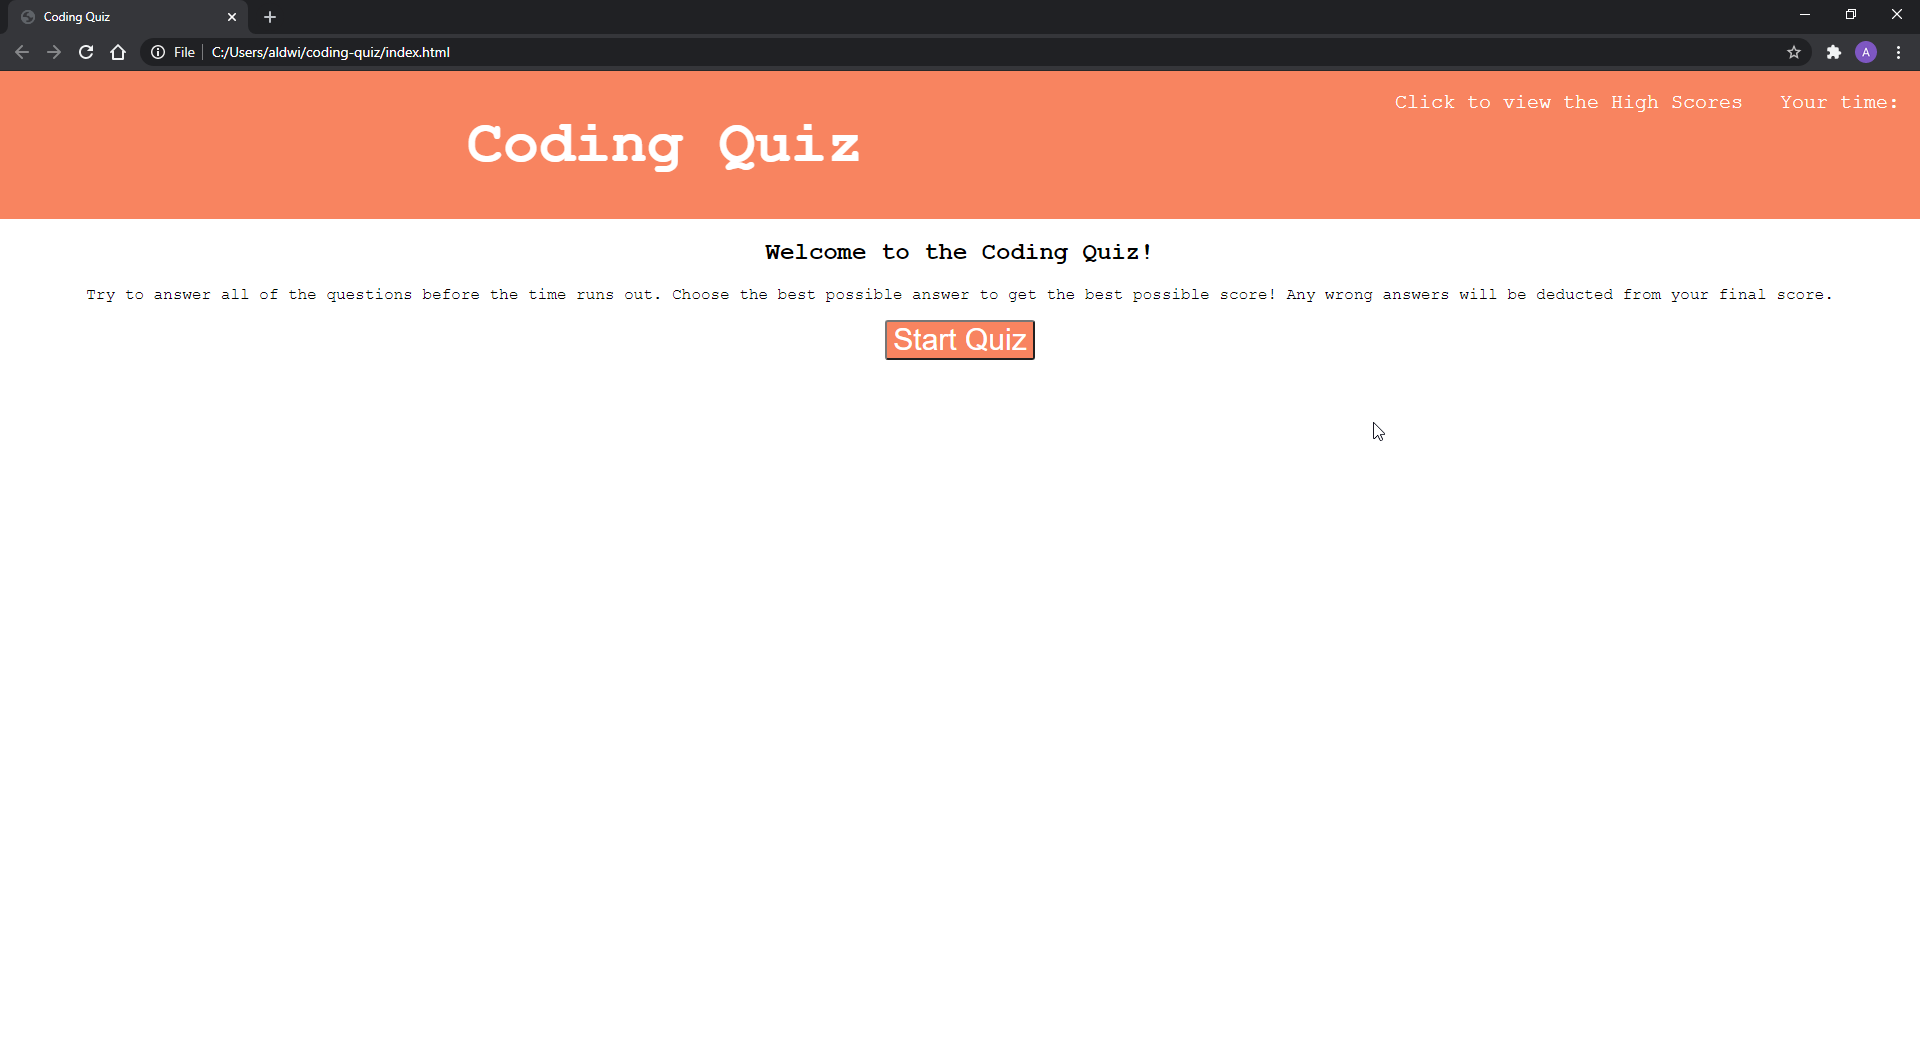 Coding Quiz
File C:/Users/aldwi/coding-quiz/index.html
A
Click to view the High Scores Your time:
Coding Quiz
Welcome to the Coding Quiz!
Try to answer all of the questions before the time runs out. Choose the best possible answer to get the best possible score! Any wrong answers will be deducted from your final score.
Start Quiz